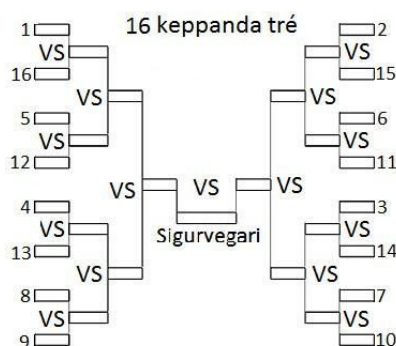 16 keppanda tré
1
2
VS
VS
16
15
VS
VS
5
6
VS
VS
12
11
VS
VS
VS
Sigurvegari
4
3
VS
VS
13
14
VS
VS
8
7
VS
VS
9
10